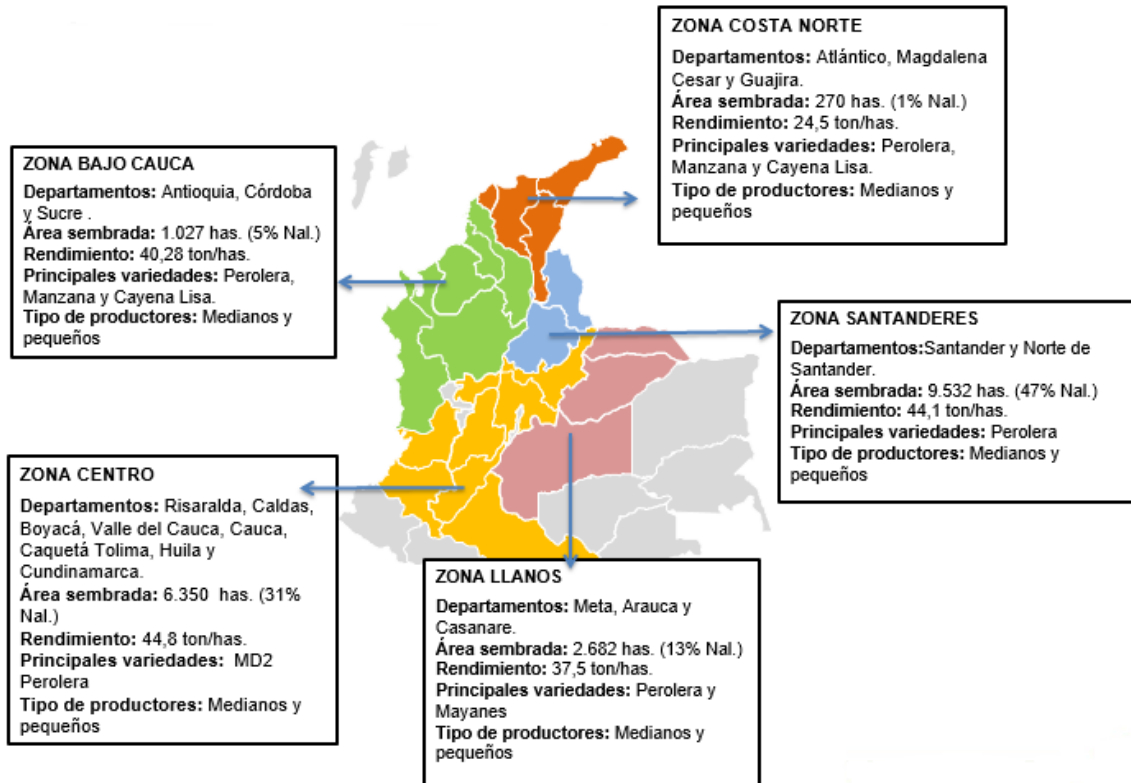 ZONA COSTA NORTE
Departamentos: Atlántico, Magdalena
Cesar y Guajira.
Área sembrada: 270 has. (1% Nal.)
Rendimiento: 24,5 ton/has.
Principales variedades: Perolera,
Manzana y Cayena Lisa.
Tipo de productores: Medianos y
pequeños
ZONA BAJO CAUCA
Departamentos: Antioquia, Córdoba
y Sucre .
Área sembrada: 1.027 has. (5% Nal.)
Rendimiento: 40,28 ton/has.
Principales variedades: Perolera,
Manzana y Cayena Lisa.
Tipo de productores: Medianos y
pequeños
ZONA SANTANDERES
Departamentos:Santander y Norte de
Santander.
Área sembrada: 9.532 has. (47% Nal.)
Rendimiento: 44,1 ton/has.
Principales variedades: Perolera
Tipo de productores: Medianos y
pequeños
ZONA CENTRO
Departamentos: Risaralda, Caldas,
Boyacá, Valle del Cauca, Cauca,
Caquetá Tolima, Huila y
Cundinamarca.
Área sembrada: 6.350 has. (31%
Nal.)
Rendimiento: 44,8 ton/has.
Principales variedades: MD2
Perolera
Tipo de productores: Medianos y
pequeños
ZONA LLANOS
Departamentos: Meta, Arauca y
Casanare.
Área sembrada: 2.682 has. (13% Nal.)
Rendimiento: 37,5 ton/has.
Principales variedades: Perolera y
Mayanes
Tipo de productores: Medianos y
pequeños